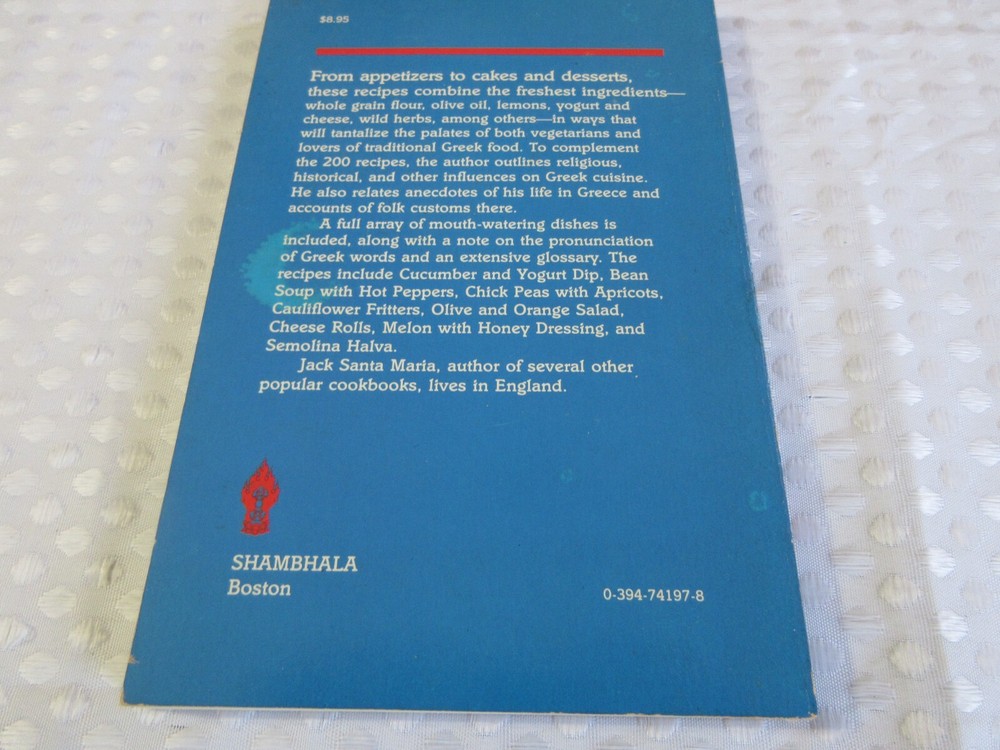 $8.95
From appetizers to cakes and desserts,
these recipes combine the freshest ingredients—
whole grain flour, olive oil, lemons, yogurt and
cheese, wild herbs, among others—in ways that
will tantalize the palates of both vegetarians and
lovers of traditional Greek food. To complement
the 200 recipes, the author outlines religious,
historical, and other influences on Greek cuisine.
He also relates anecdotes of his life in Greece and
accounts of folk customs there.
A full array of mouth-watering dishes is
included, along with a note on the pronunciation
of Greek words and an extensive glossary. The
recipes include Cucumber and Yogurt Dip, Bean
Soup with Hot Peppers, Chick Peas with Apricots,
Cauliflower Fritters, Olive and Orange Salad,
Cheese Rolls, Melon with Honey Dressing, and
Semolina Halva.
Jack Santa Maria, author of several other
popular cookbooks, lives in England.
SHAMBHALA
Boston
0-394-74197-8